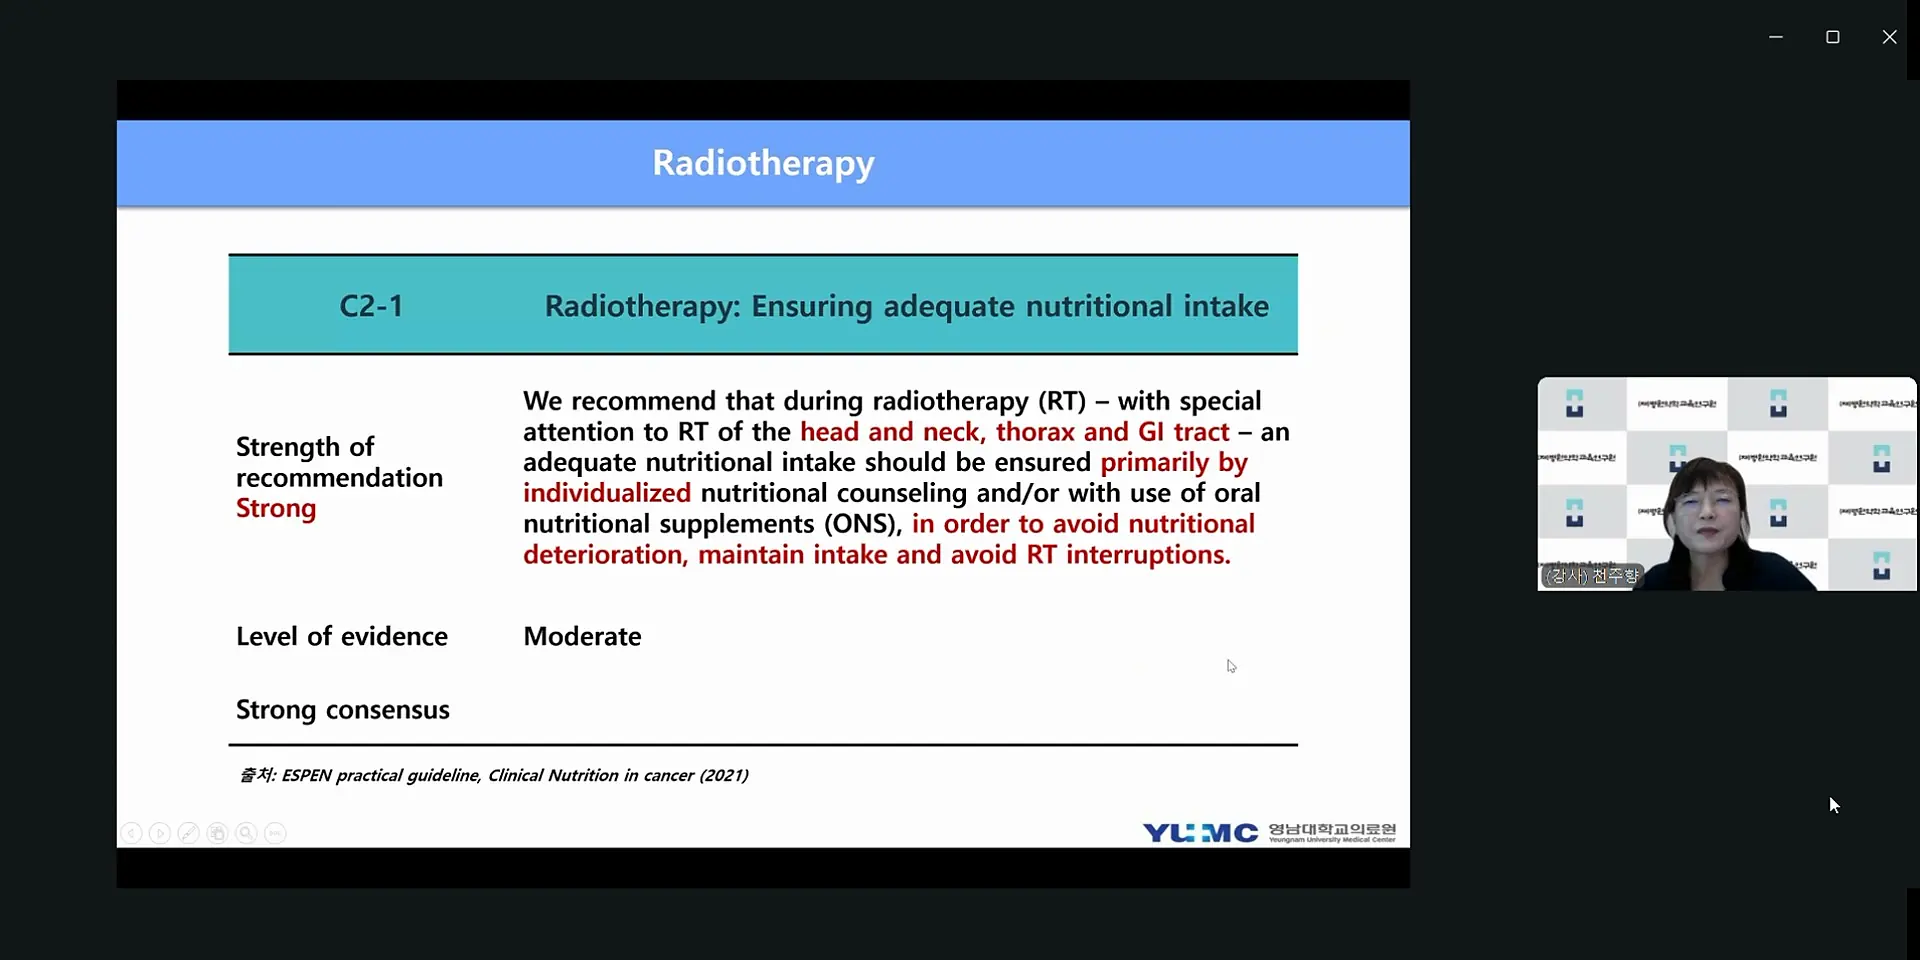 Radiotherapy
C2-1
Radiotherapy: Ensuring adequate nutritional intake
Strength of
recommendation
Strong
We recommend that during radiotherapy (RT) – with special
attention to RT of the head and neck, thorax and GI tract – an
adequate nutritional intake should be ensured primarily by
individualized nutritional counseling and/or with use of oral
nutritional supplements (ONS), in order to avoid nutritional
deterioration, maintain intake and avoid RT interruptions.
Level of evidence
Moderate
Strong consensus
출처: ESPEN practical guideline, Clinical Nutrition in cancer (2021)
YUMC 영남대학교의료원
Yeungnam University Medical Center
(강사) 천주향